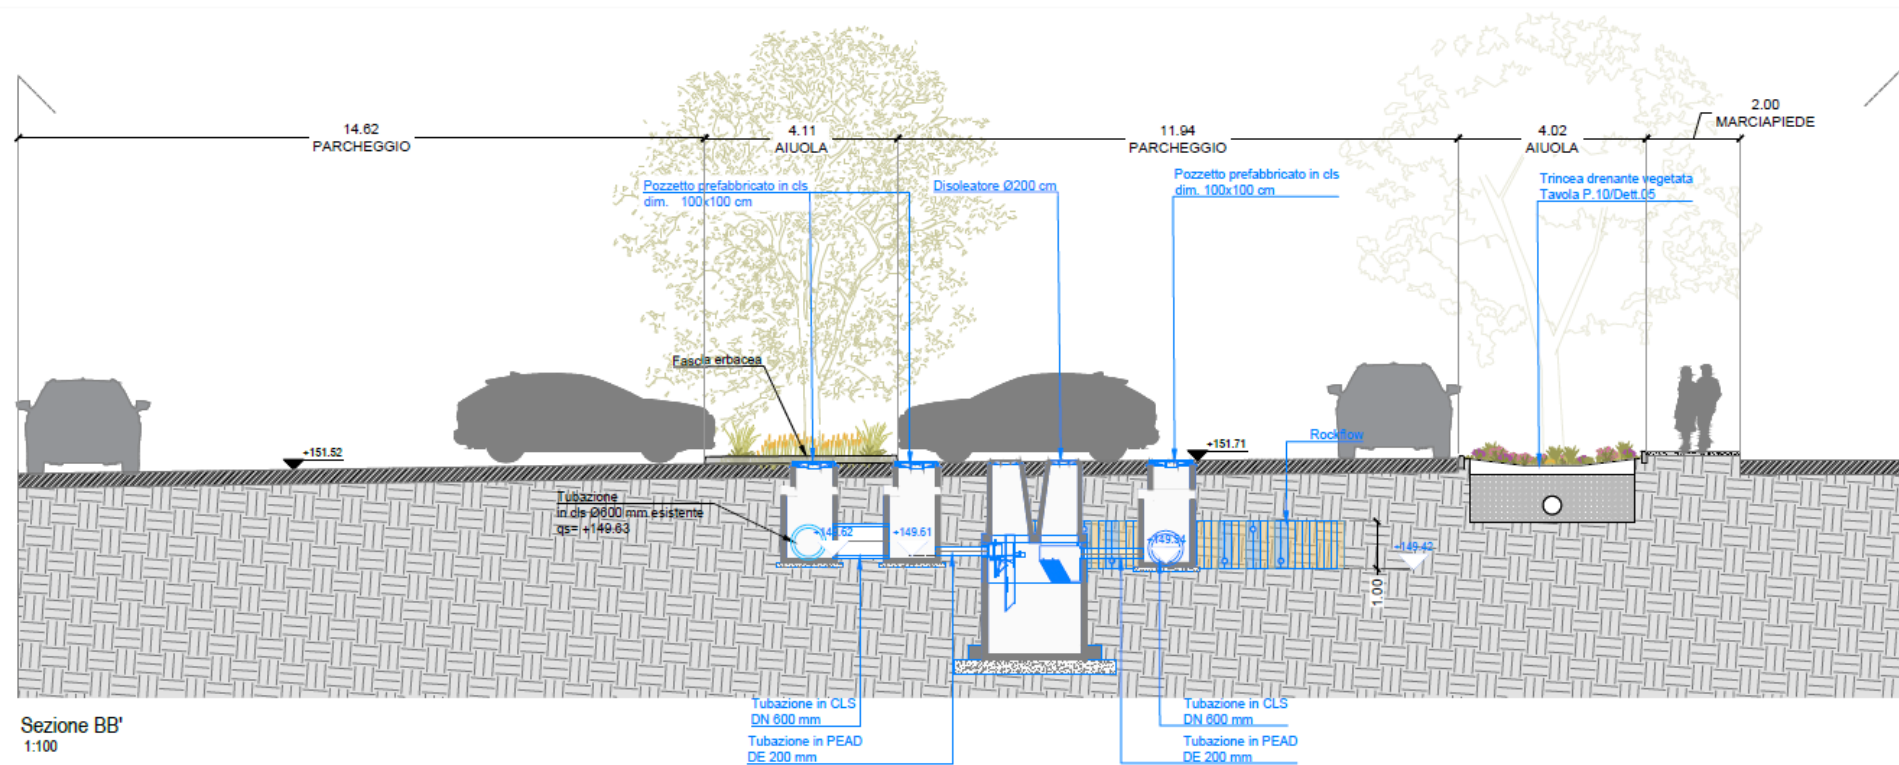 14.62
PARCHEGGIO
4.11
AIUOLA
11.94
PARCHEGGIO
4.02
AIUOLA
2.00
MARCIAPIEDE
Pozzetto prefabbricato in cls
dim. 100x100 cm
Disoleatore Ø200 cm
Pozzetto prefabbricato in cls
dim. 100x100 cm
Trincea drenante vegetata
Tavola P.10/Dett.05
Fascia erbacea
+151.52
+151.71
Rockflow
Tubazione
in cls Ø600 mm esistente
qs= +149.63
+149.62
+149.61
+149.54
+149.42
1.00
Tubazione in CLS
DN 600 mm
Tubazione in PEAD
DE 200 mm
Tubazione in CLS
DN 600 mm
Tubazione in PEAD
DE 200 mm
Sezione BB'
1:100